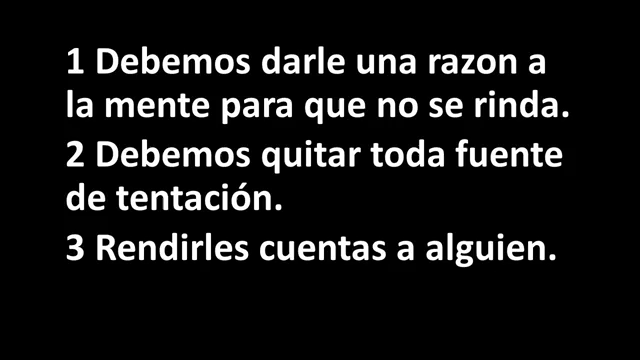 1 Debemos darle una razon a
la mente para que no se rinda.
2 Debemos quitar toda fuente
de tentación.
3 Rendirles cuentas a alguien.